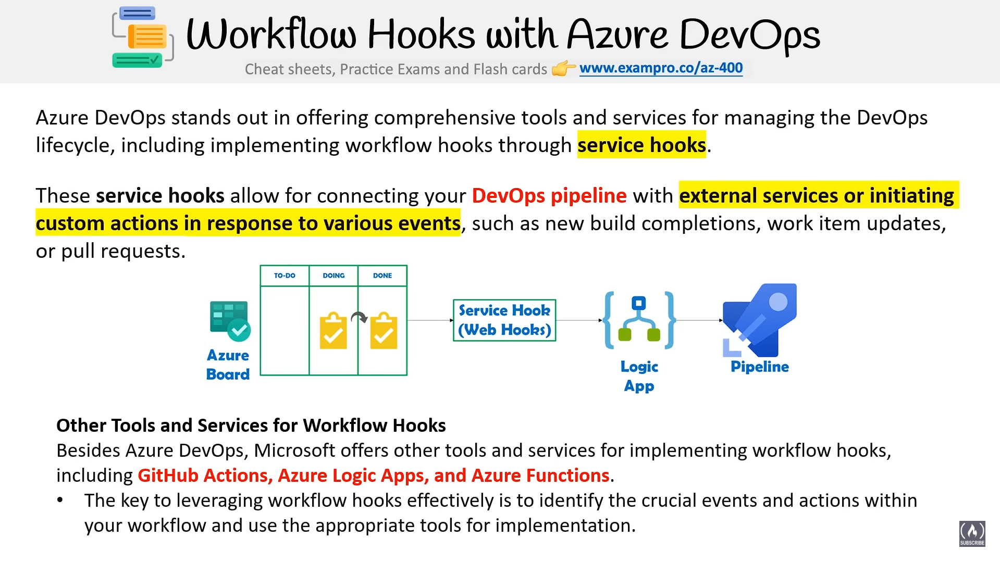 Workflow Hooks with Azure DevOps
Cheat sheets, Practice Exams and Flash cards 👉 www.exampro.co/az-400
Azure DevOps stands out in offering comprehensive tools and services for managing the DevOps
lifecycle, including implementing workflow hooks through service hooks.
These service hooks allow for connecting your DevOps pipeline with external services or initiating
custom actions in response to various events, such as new build completions, work item updates,
or pull requests.
TO-DO DOING DONE
Azure
Board
Service Hook
(Web Hooks)
Logic
App
Pipeline
Other Tools and Services for Workflow Hooks
Besides Azure DevOps, Microsoft offers other tools and services for implementing workflow hooks,
including GitHub Actions, Azure Logic Apps, and Azure Functions.
• The key to leveraging workflow hooks effectively is to identify the crucial events and actions within
your workflow and use the appropriate tools for implementation.
SUBSCRIBE